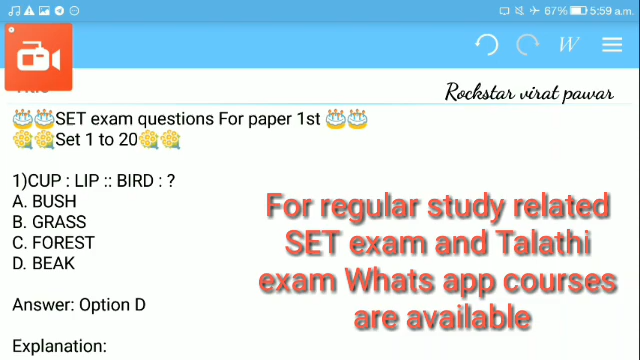 67% 5:59 a.m.
W
Rockstar virat pawar
SET exam questions For paper 1st
Set 1 to 20
1)CUP : LIP :: BIRD : ?
A. BUSH
B. GRASS
C. FOREST
D. BEAK
Answer: Option D
Explanation:
For regular study related
SET exam and Talathi
exam Whats app courses
are available